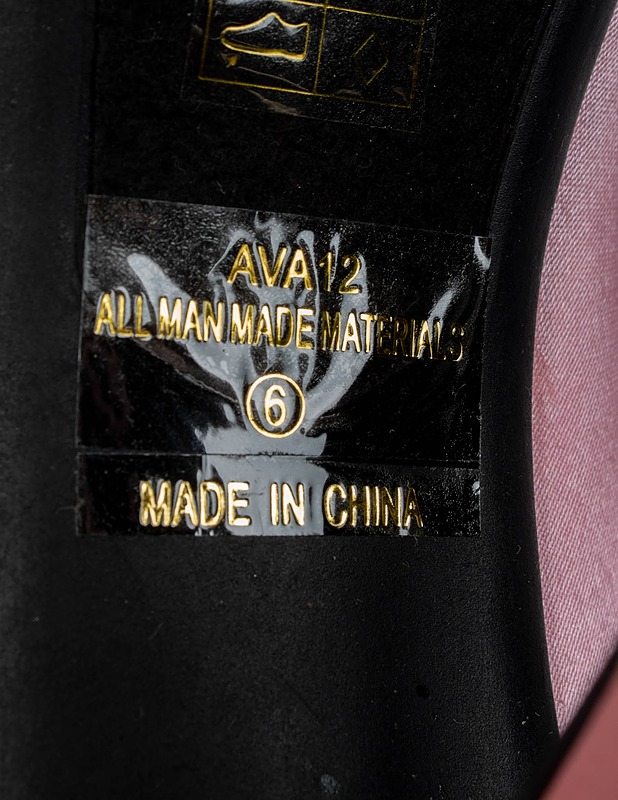 AVA 12
ALL MAN MADE MATERIALS
6
MADE IN CHINA